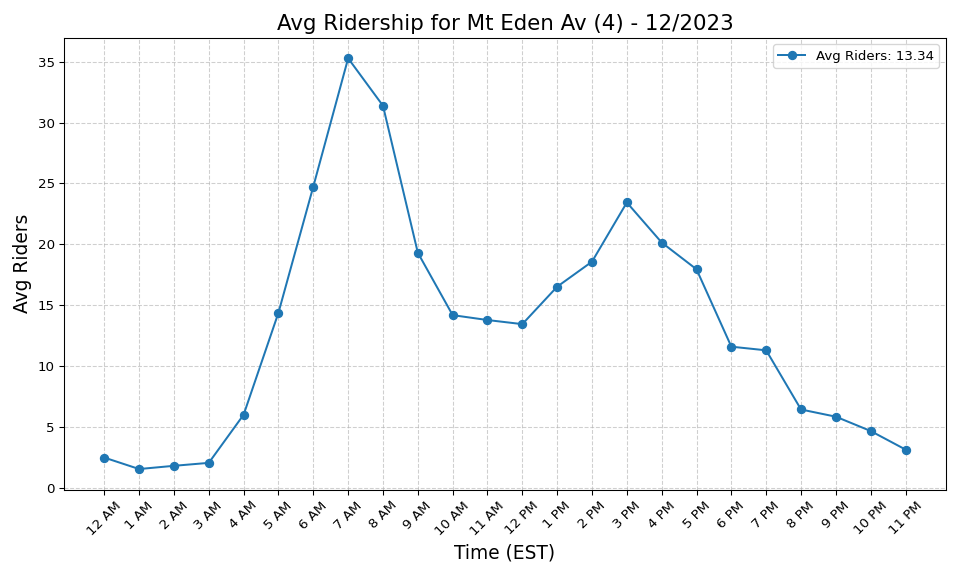 Avg Ridership for Mt Eden Av (4) - 12/2023
Avg Riders: 13.34
Avg Riders
35
30
25
20
15
10
5
0
12 AM
1 AM
2 AM
3 AM
4 AM
5 AM
6 AM
7 AM
8 AM
9 AM
10 AM
11 AM
12 PM
1 PM
2 PM
3 PM
4 PM
5 PM
6 PM
7 PM
8 PM
9 PM
10 PM
11 PM
Time (EST)